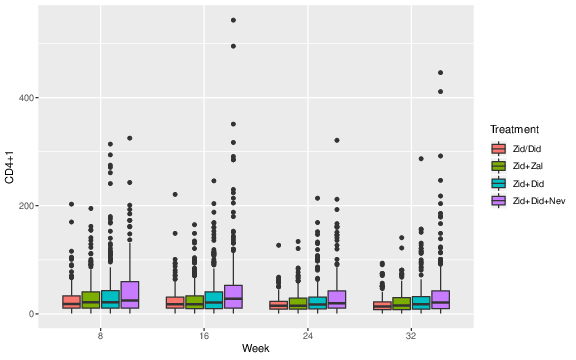 CD4+1
400
200
0
8
16
24
32
Week
Treatment
Zid/Did
Zid+Zal
Zid+Did
Zid+Did+Nev